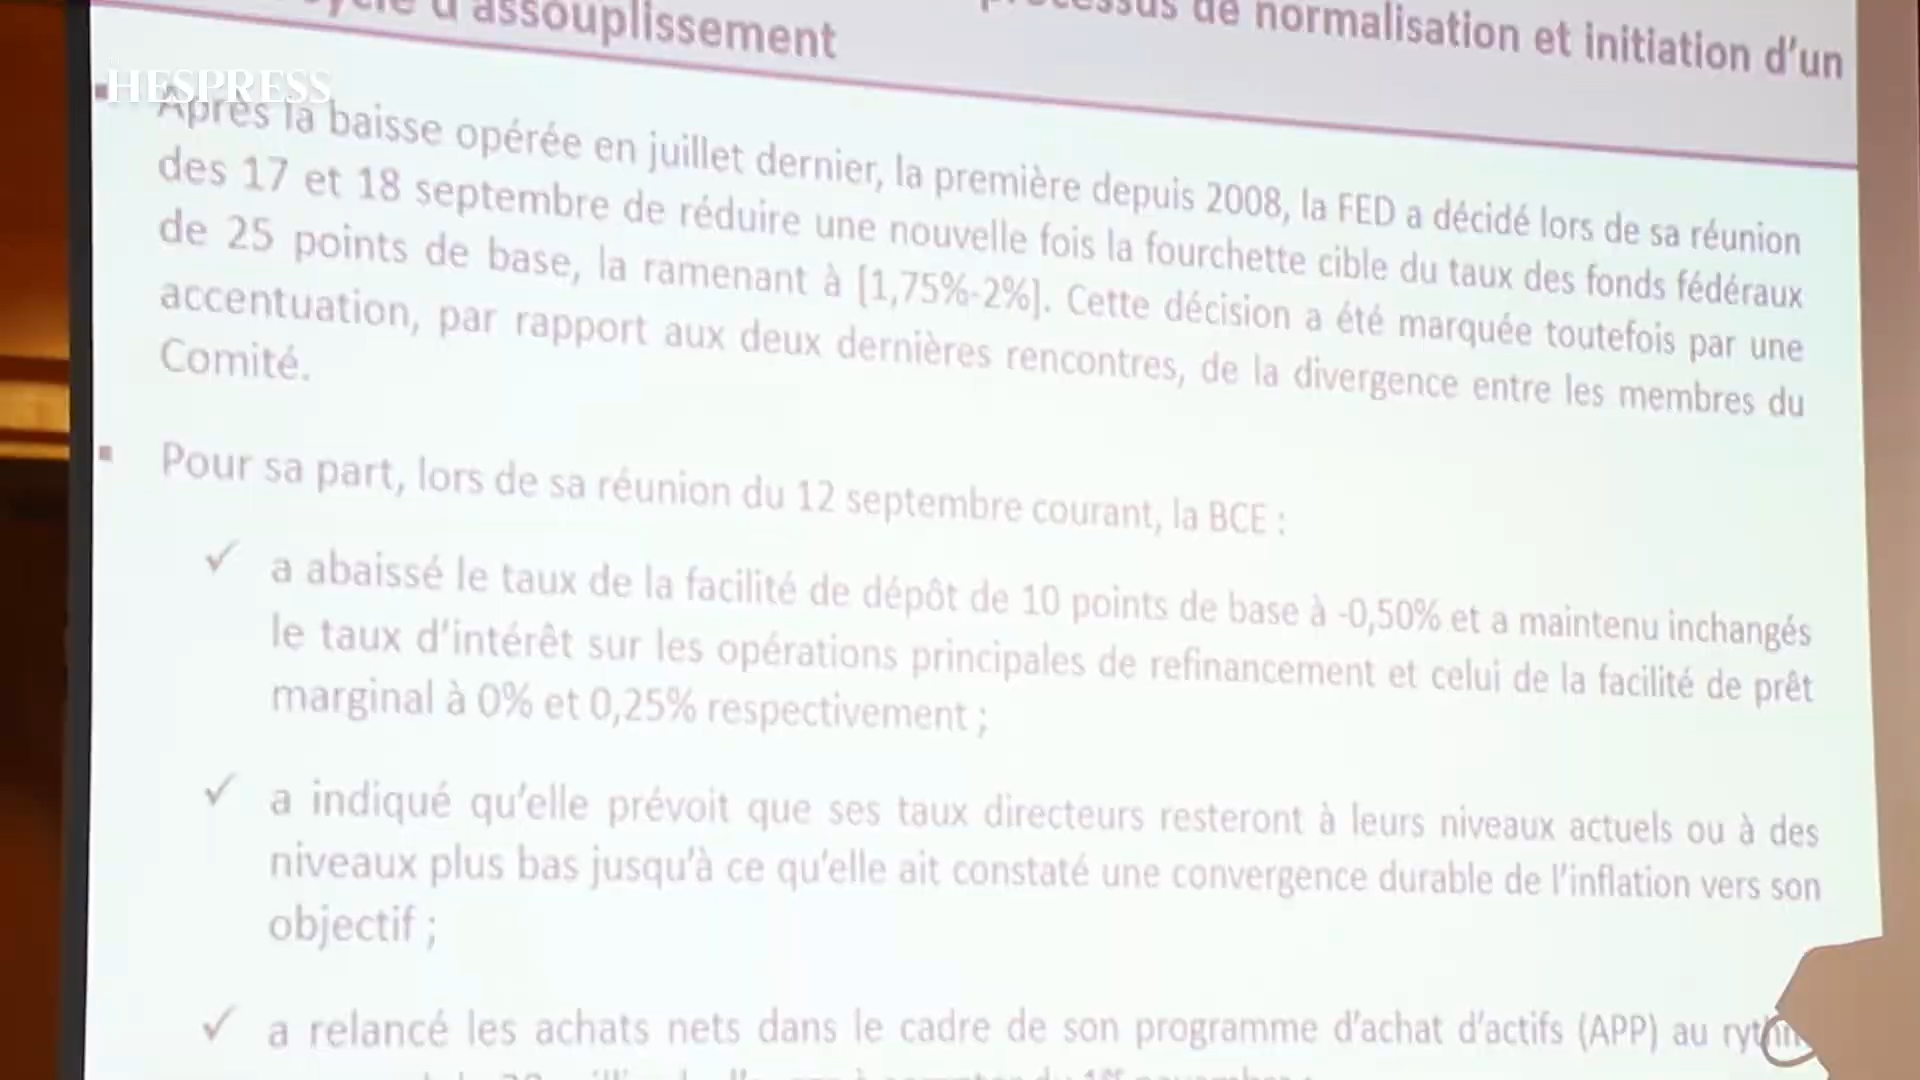 processus de normalisation et initiation d'un
d'assouplissement
HESPRESS
Après la baisse opérée en juillet dernier, la première depuis 2008, la FED a décidé lors de sa réunion
des 17 et 18 septembre de réduire une nouvelle fois la fourchette cible du taux des fonds fédéraux
de 25 points de base, la ramenant à [1,75%-2%]. Cette décision a été marquée toutefois par une
accentuation, par rapport aux deux dernières rencontres, de la divergence entre les membres du
Comité.
Pour sa part, lors de sa réunion du 12 septembre courant, la BCE :
✓ a abaissé le taux de la facilité de dépôt de 10 points de base à -0,50% et a maintenu inchangés
le taux d'intérêt sur les opérations principales de refinancement et celui de la facilité de prêt
marginal à 0% et 0,25% respectivement ;
✓ a indiqué qu'elle prévoit que ses taux directeurs resteront à leurs niveaux actuels ou à des
niveaux plus bas jusqu'à ce qu'elle ait constaté une convergence durable de l'inflation vers son
objectif ;
✓ a relancé les achats nets dans le cadre de son programme d'achat d'actifs (APP) au